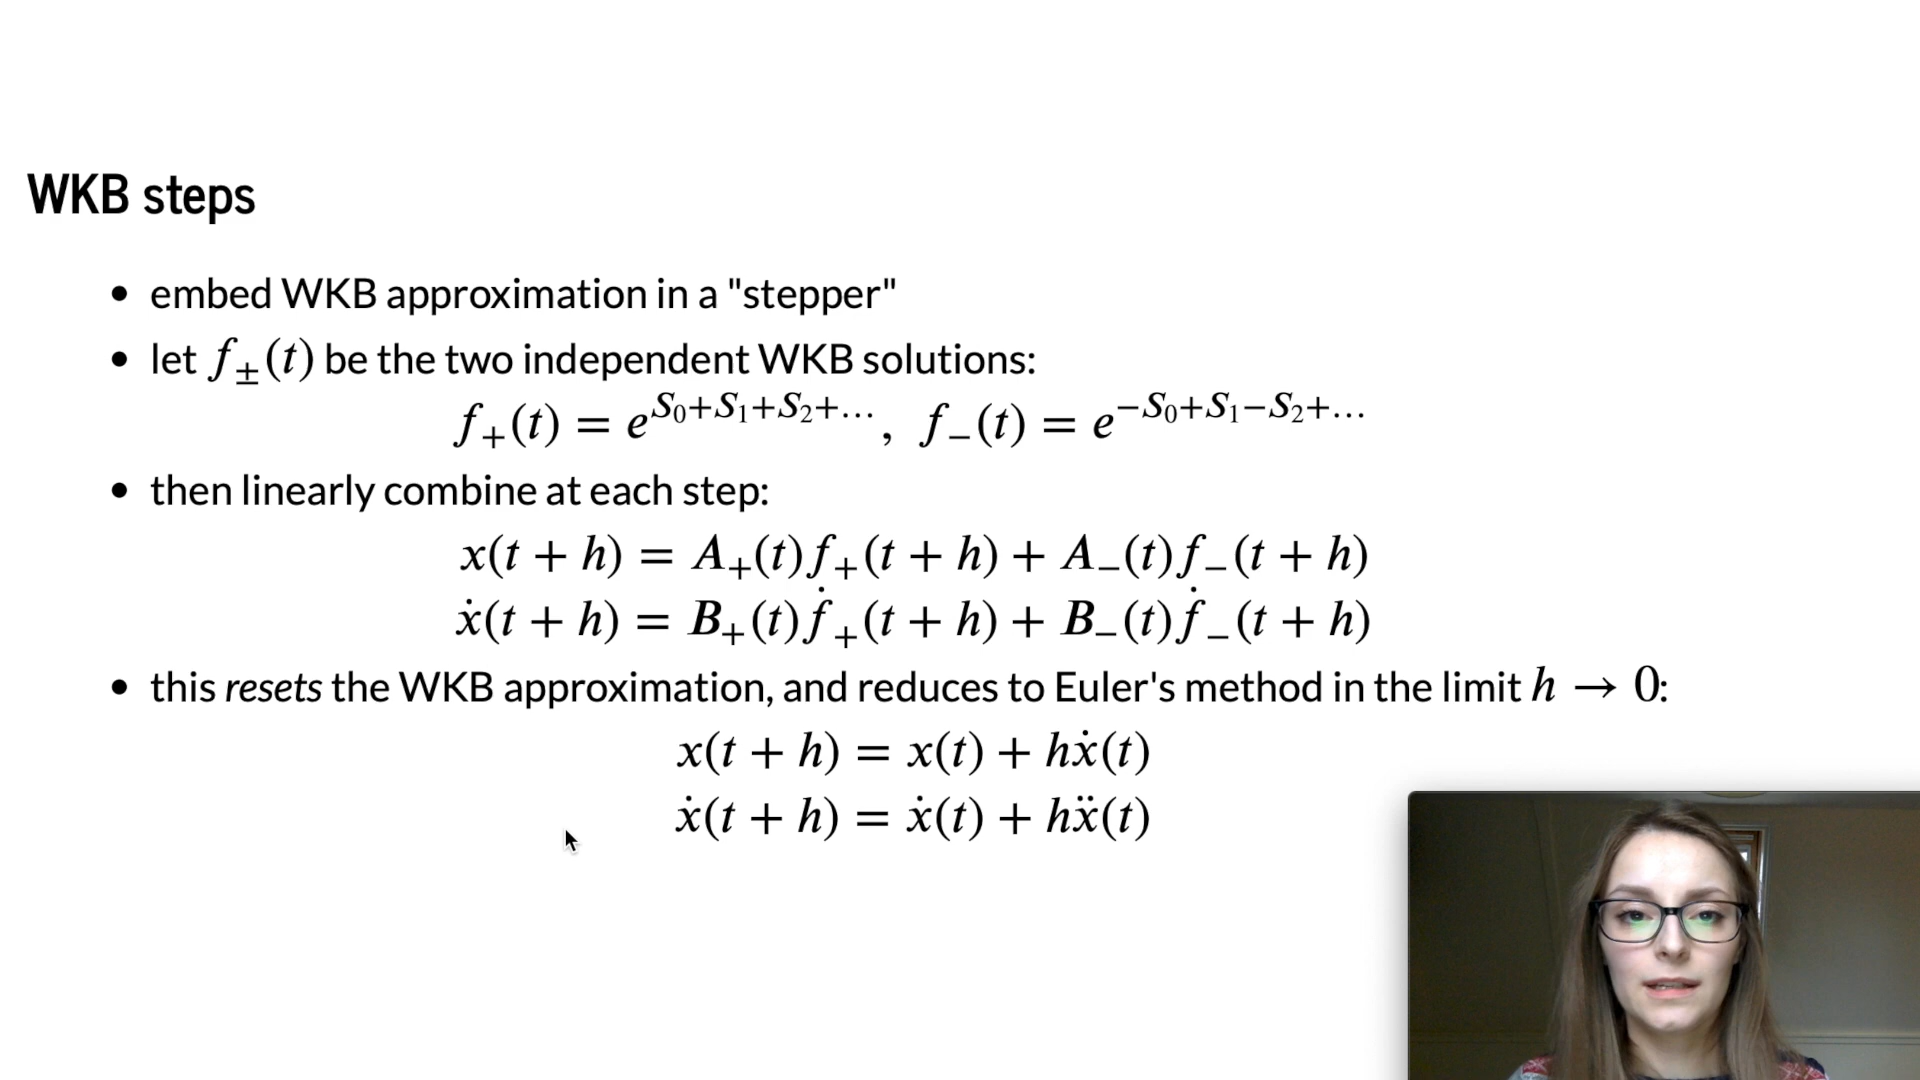 WKB steps
• embed WKB approximation in a "stepper"
• let f±(t) be the two independent WKB solutions:
f₊(t) = e^{S₀+S₁+S₂+…}, f₋(t) = e^{−S₀+S₁−S₂+…}
• then linearly combine at each step:
x(t + h) = A₊(t)f₊(t + h) + A₋(t)f₋(t + h)
ẋ(t + h) = B₊(t)ḟ₊(t + h) + B₋(t)ḟ₋(t + h)
• this resets the WKB approximation, and reduces to Euler's method in the limit h → 0:
x(t + h) = x(t) + hẋ(t)
ẋ(t + h) = ẋ(t) + hẍ(t)